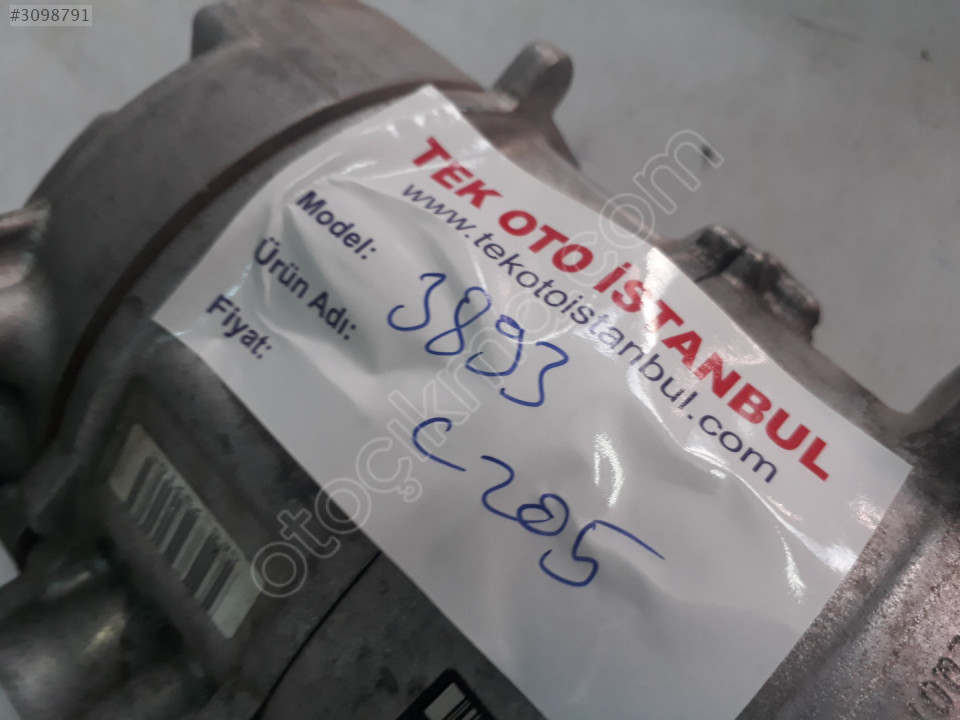 #3098791
TEK OTO İSTANBUL
www.tekotoistanbul.com
Model:
Ürün Adı: 3893
Fiyat:
C205
otoçıkma.com